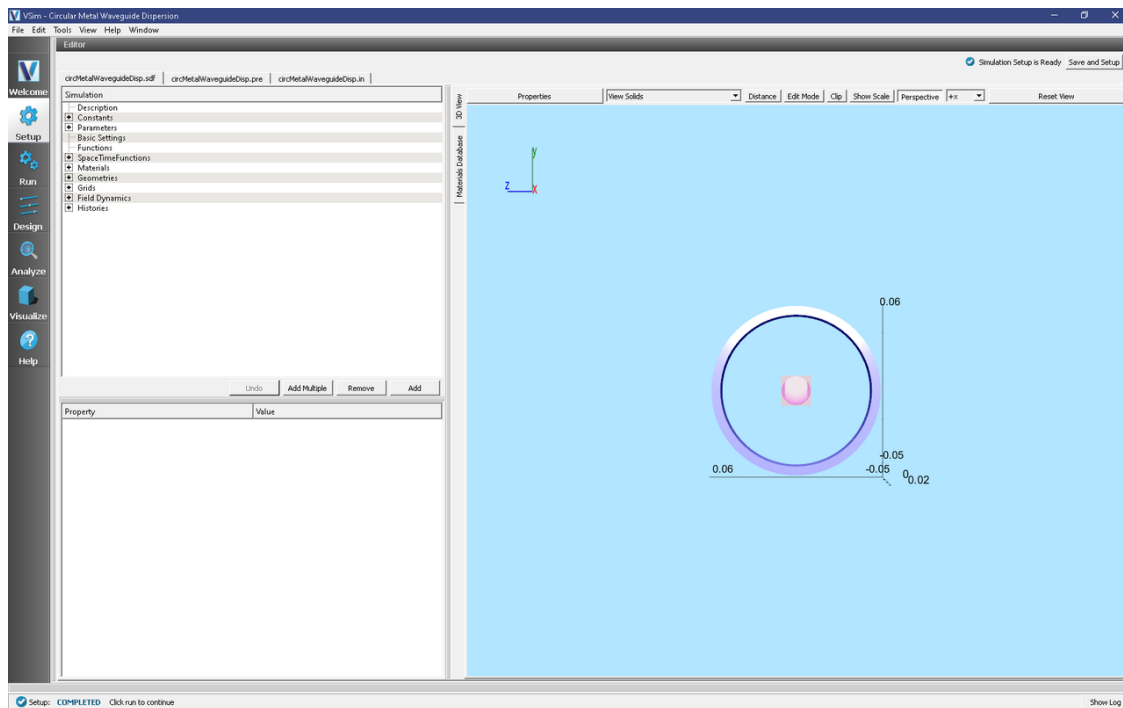 VSim - Circular Metal Waveguide Dispersion
File Edit Tools View Help Window
Editor
Simulation Setup is Ready Save and Setup
circMetalWaveguideDisp.sdf circMetalWaveguideDisp.pre circMetalWaveguideDisp.in
Welcome
Setup
Run
Design
Analyze
Visualize
Help
Simulation
Description
Constants
Parameters
Basic Settings
Functions
SpaceTimeFunctions
Materials
Geometries
Grids
Field Dynamics
Histories
Undo Add Multiple Remove Add
Property Value
3D View
Materials Database
Properties View Solids Distance Edit Mode Clip Show Scale Perspective +x Reset View
y
z x
0.06
-0.05
0.06 -0.05 0 0.02
Setup: COMPLETED Click run to continue
Show Log